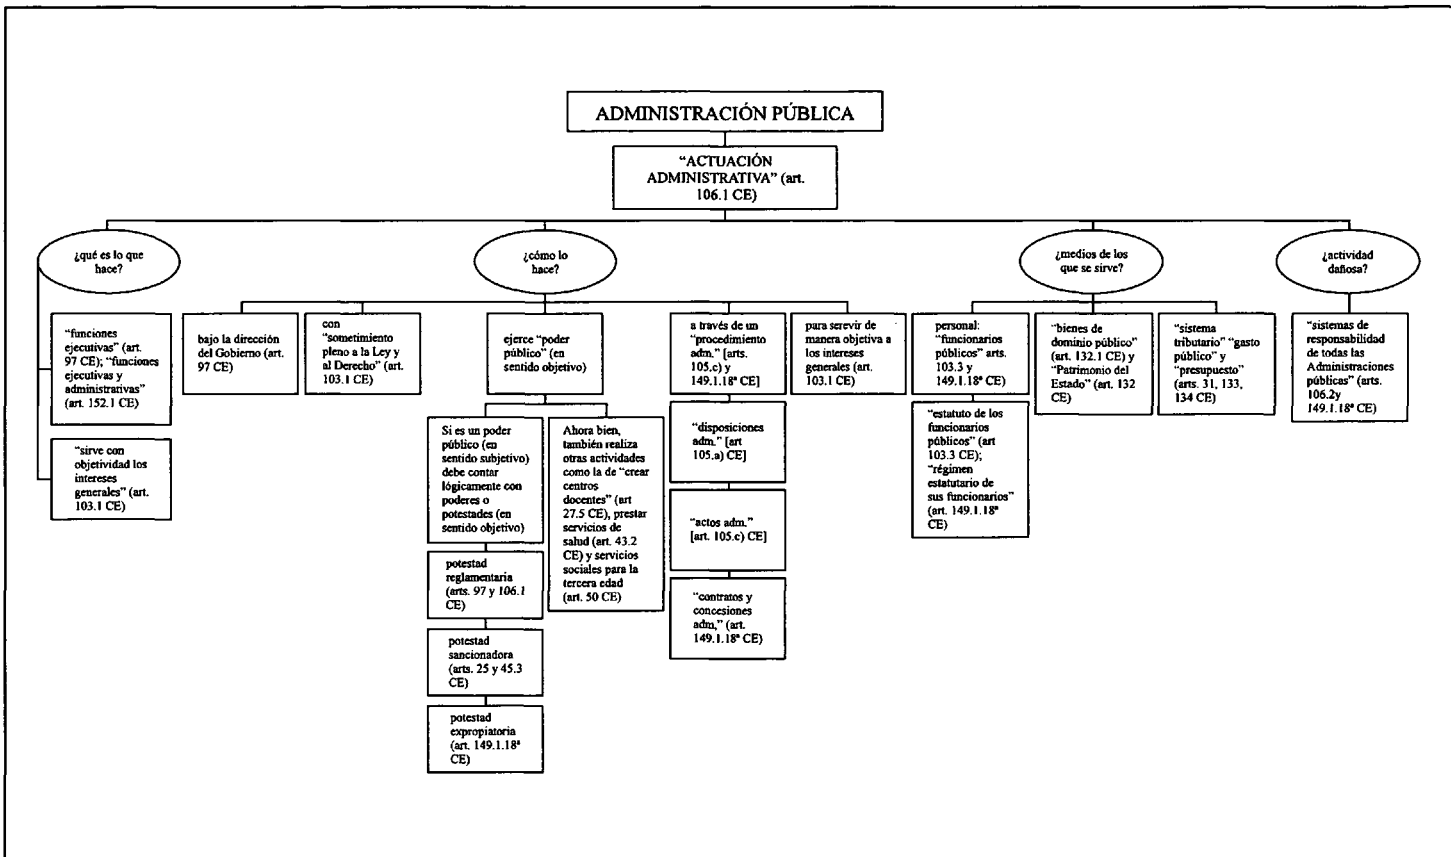 ADMINISTRACIÓN PÚBLICA
“ACTUACIÓN
ADMINISTRATIVA” (art.
106.1 CE)
¿qué es lo que
hace?
“funciones
ejecutivas” (art.
97 CE); “funciones
ejecutivas y
administrativas”
(art. 152.1 CE)
“sirve con
objetividad los
intereses
generales” (art.
103.1 CE)
¿cómo lo
hace?
bajo la dirección
del Gobierno (art.
97 CE)
con
“sometimiento
pleno a la Ley y
al Derecho” (art.
103.1 CE)
ejerce “poder
público” (en
sentido objetivo)
Si es un poder
público (en
sentido subjetivo)
debe contar
lógicamente con
poderes o
potestades (en
sentido objetivo)
potestad
reglamentaria
(arts. 97 y 106.1
CE)
potestad
sancionadora
(arts. 25 y 45.3
CE)
potestad
expropiatoria
(art. 149.1.18ª
CE)
Ahora bien,
también realiza
otras actividades
como la de “crear
centros
docentes” (art
27.5 CE), prestar
servicios de
salud (art. 43.2
CE) y servicios
sociales para la
tercera edad
(art. 50 CE)
a través de un
“procedimiento
adm.” [arts.
105.c) y
149.1.18ª CE]
“disposiciones
adm.” [art
105.a) CE]
“actos adm.”
[art. 105.c) CE]
“contratos y
concesiones
adm,” (art.
149.1.18ª CE)
para serevir de
manera objetiva a
los intereses
generales (art.
103.1 CE)
¿medios de los
que se sirve?
personal:
“funcionarios
públicos” arts.
103.3 y
149.1.18ª CE)
“estatuto de los
funcionarios
públicos” (art
103.3 CE);
“régimen
estatutario de
sus funcionarios”
(art. 149.1.18ª
CE)
“bienes de
dominio público”
(art. 132.1 CE) y
“Patrimonio del
Estado” (art. 132
CE)
“sistema
tributario” “gasto
público” y
“presupuesto”
(arts. 31, 133,
134 CE)
¿actividad
dañosa?
“sistemas de
responsabilidad
de todas las
Administraciones
públicas” (arts.
106.2y
149.1.18ª CE)